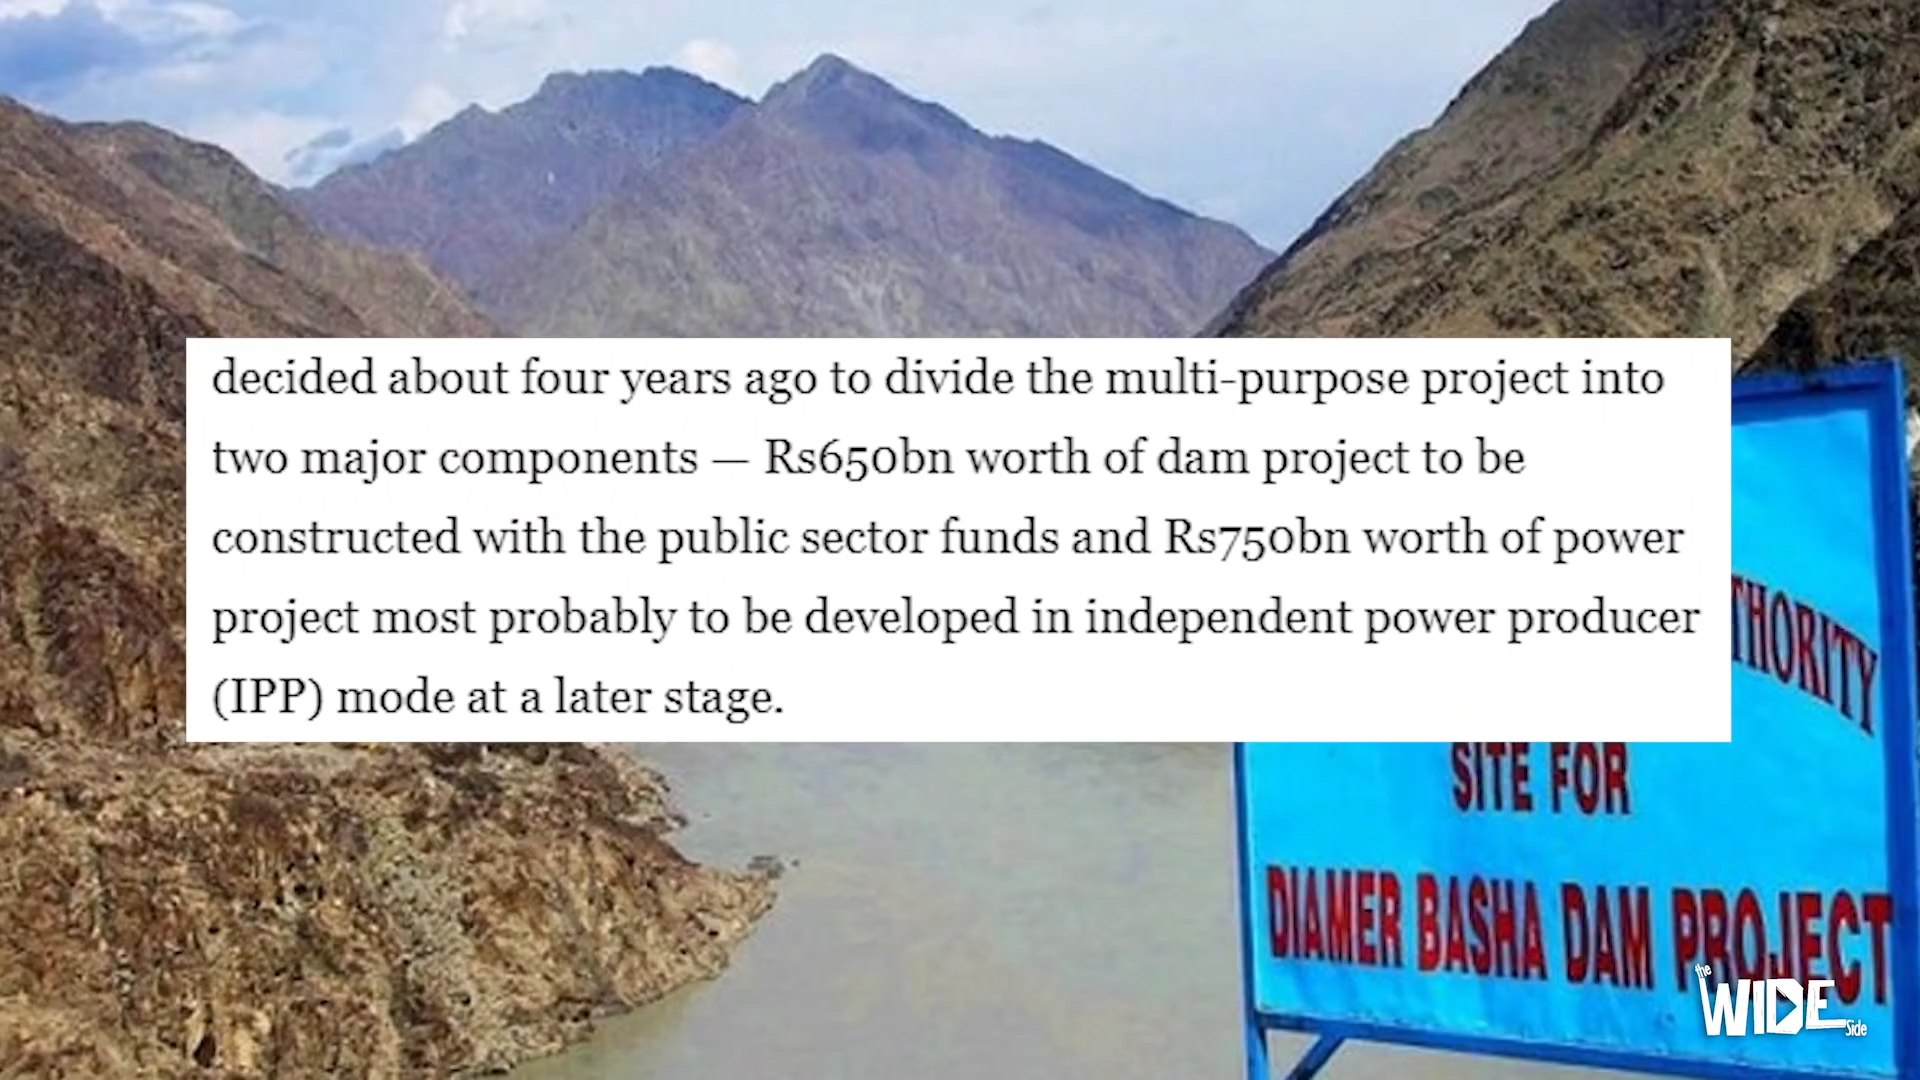 decided about four years ago to divide the multi-purpose project into
two major components — Rs650bn worth of dam project to be
constructed with the public sector funds and Rs750bn worth of power
project most probably to be developed in independent power producer
(IPP) mode at a later stage.
THORITY
SITE FOR
DIAMER BASHA DAM PROJECT
the
WIDE
Side